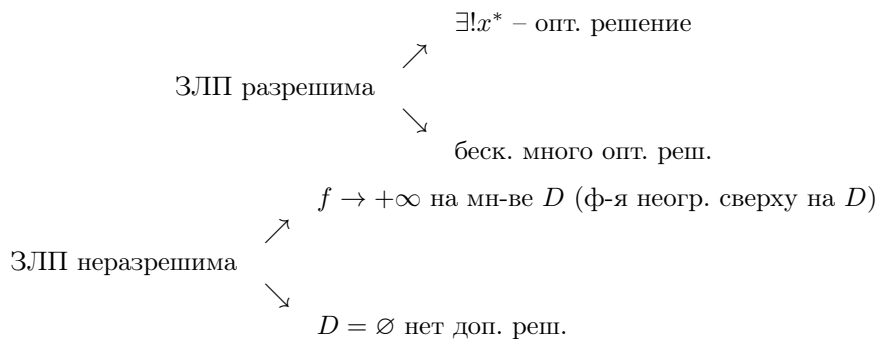 ∃!x* – опт. решение
ЗЛП разрешима
беск. много опт. реш.
f → +∞ на мн-ве D (ф-я неогр. сверху на D)
ЗЛП неразрешима
D = ∅ нет доп. реш.